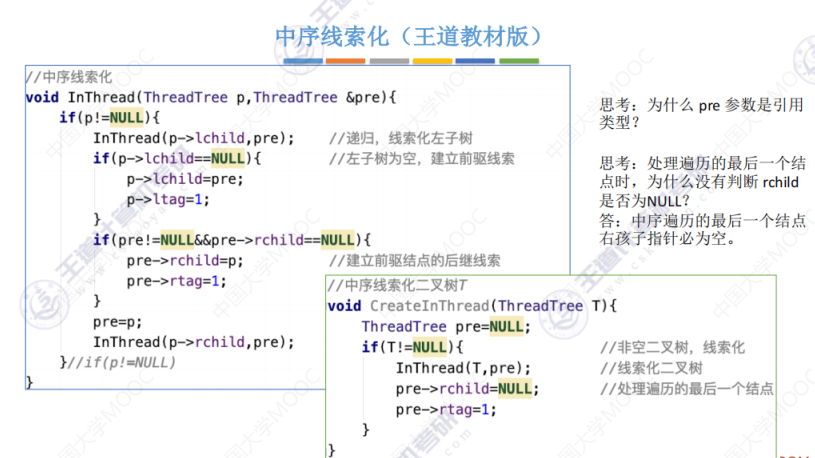 中序线索化（王道教材版）
//中序线索化
void InThread(ThreadTree p,ThreadTree &pre){
if(p!=NULL){
InThread(p->lchild,pre); //递归，线索化左子树
if(p->lchild==NULL){ //左子树为空，建立前驱线索
p->lchild=pre;
p->ltag=1;
}
if(pre!=NULL&&pre->rchild==NULL){
pre->rchild=p; //建立前驱结点的后继线索
pre->rtag=1;
}
pre=p;
InThread(p->rchild,pre);
}//if(p!=NULL)
}
//中序线索化二叉树T
void CreateInThread(ThreadTree T){
ThreadTree pre=NULL;
if(T!=NULL){ //非空二叉树，线索化
InThread(T,pre); //线索化二叉树
pre->rchild=NULL; //处理遍历的最后一个结点
pre->rtag=1;
}
}
思考：为什么 pre 参数是引用
类型？
思考：处理遍历的最后一个结
点时，为什么没有判断 rchild
是否为NULL？
答：中序遍历的最后一个结点
右孩子指针必为空。